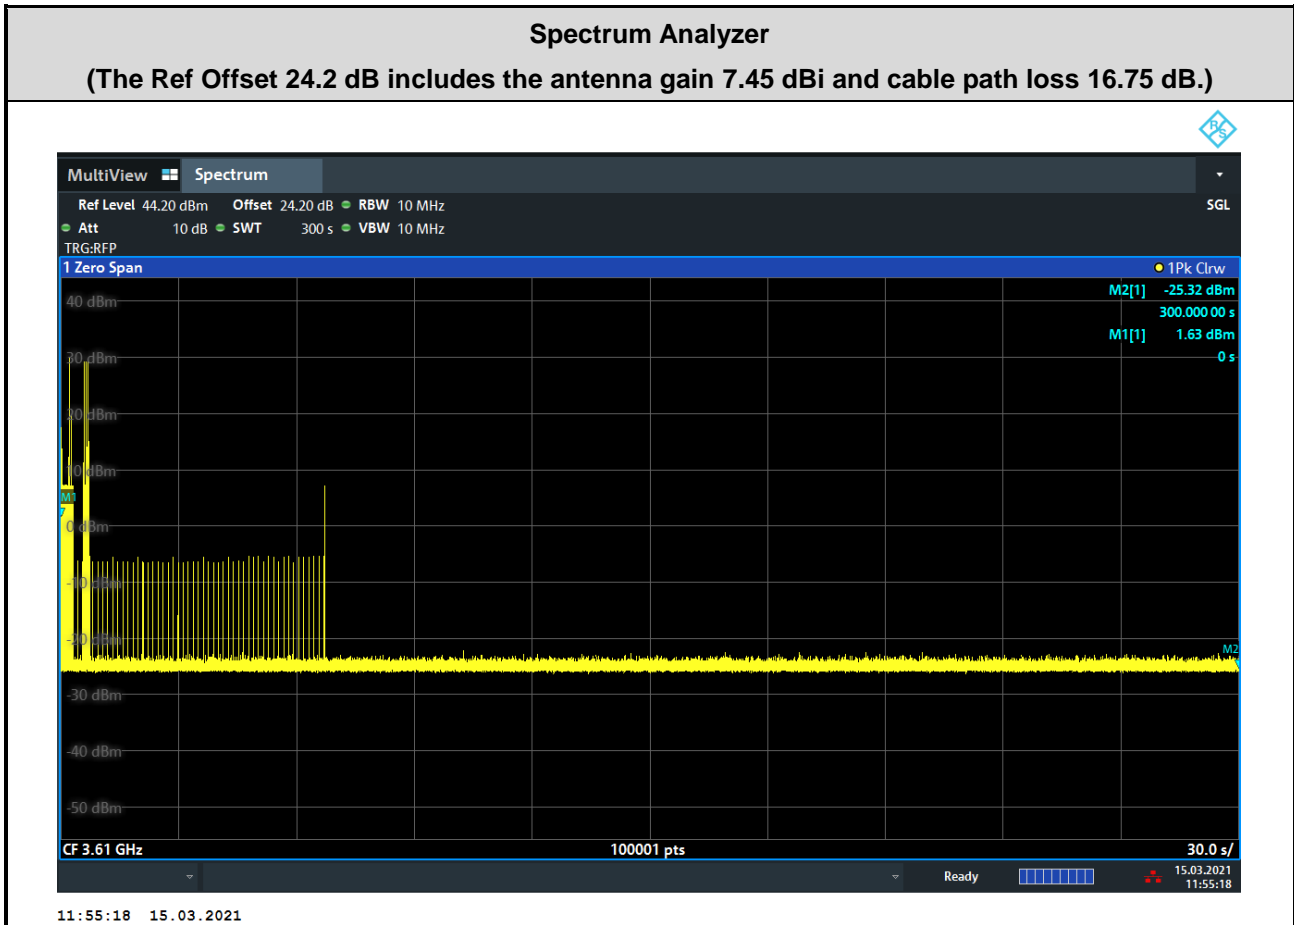 Spectrum Analyzer
(The Ref Offset 24.2 dB includes the antenna gain 7.45 dBi and cable path loss 16.75 dB.)
R&S
MultiView Spectrum
Ref Level 44.20 dBm Offset 24.20 dB RBW 10 MHz SGL
Att 10 dB SWT 300 s VBW 10 MHz
TRG:RFP
1 Zero Span 1Pk Clrw
M2[1] -25.32 dBm
40 dBm
300.000 00 s
M1[1] 1.63 dBm
30 dBm
0 s
20 dBm
10 dBm
M1
0 dBm
-10 dBm
-20 dBm
M2
-30 dBm
-40 dBm
-50 dBm
CF 3.61 GHz 100001 pts 30.0 s/
Ready 15.03.2021
11:55:18
11:55:18 15.03.2021